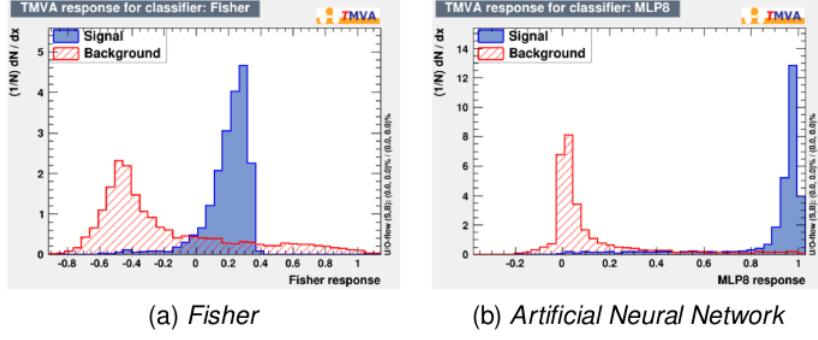 TMVA response for classifier: Fisher
TMVA
Signal
Background
(1/N) dN / dx
5
4
3
2
1
0
-0.8 -0.6 -0.4 -0.2 0 0.2 0.4 0.6 0.8 1
Fisher response
U/O-flow (S,B): (0.0, 0.0)% / (0.0, 0.0)%
(a) Fisher
TMVA response for classifier: MLP8
TMVA
Signal
Background
(1/N) dN / dx
14
12
10
8
6
4
2
0
-0.2 0 0.2 0.4 0.6 0.8 1
MLP8 response
U/O-flow (S,B): (0.0, 0.0)% / (0.0, 0.0)%
(b) Artificial Neural Network